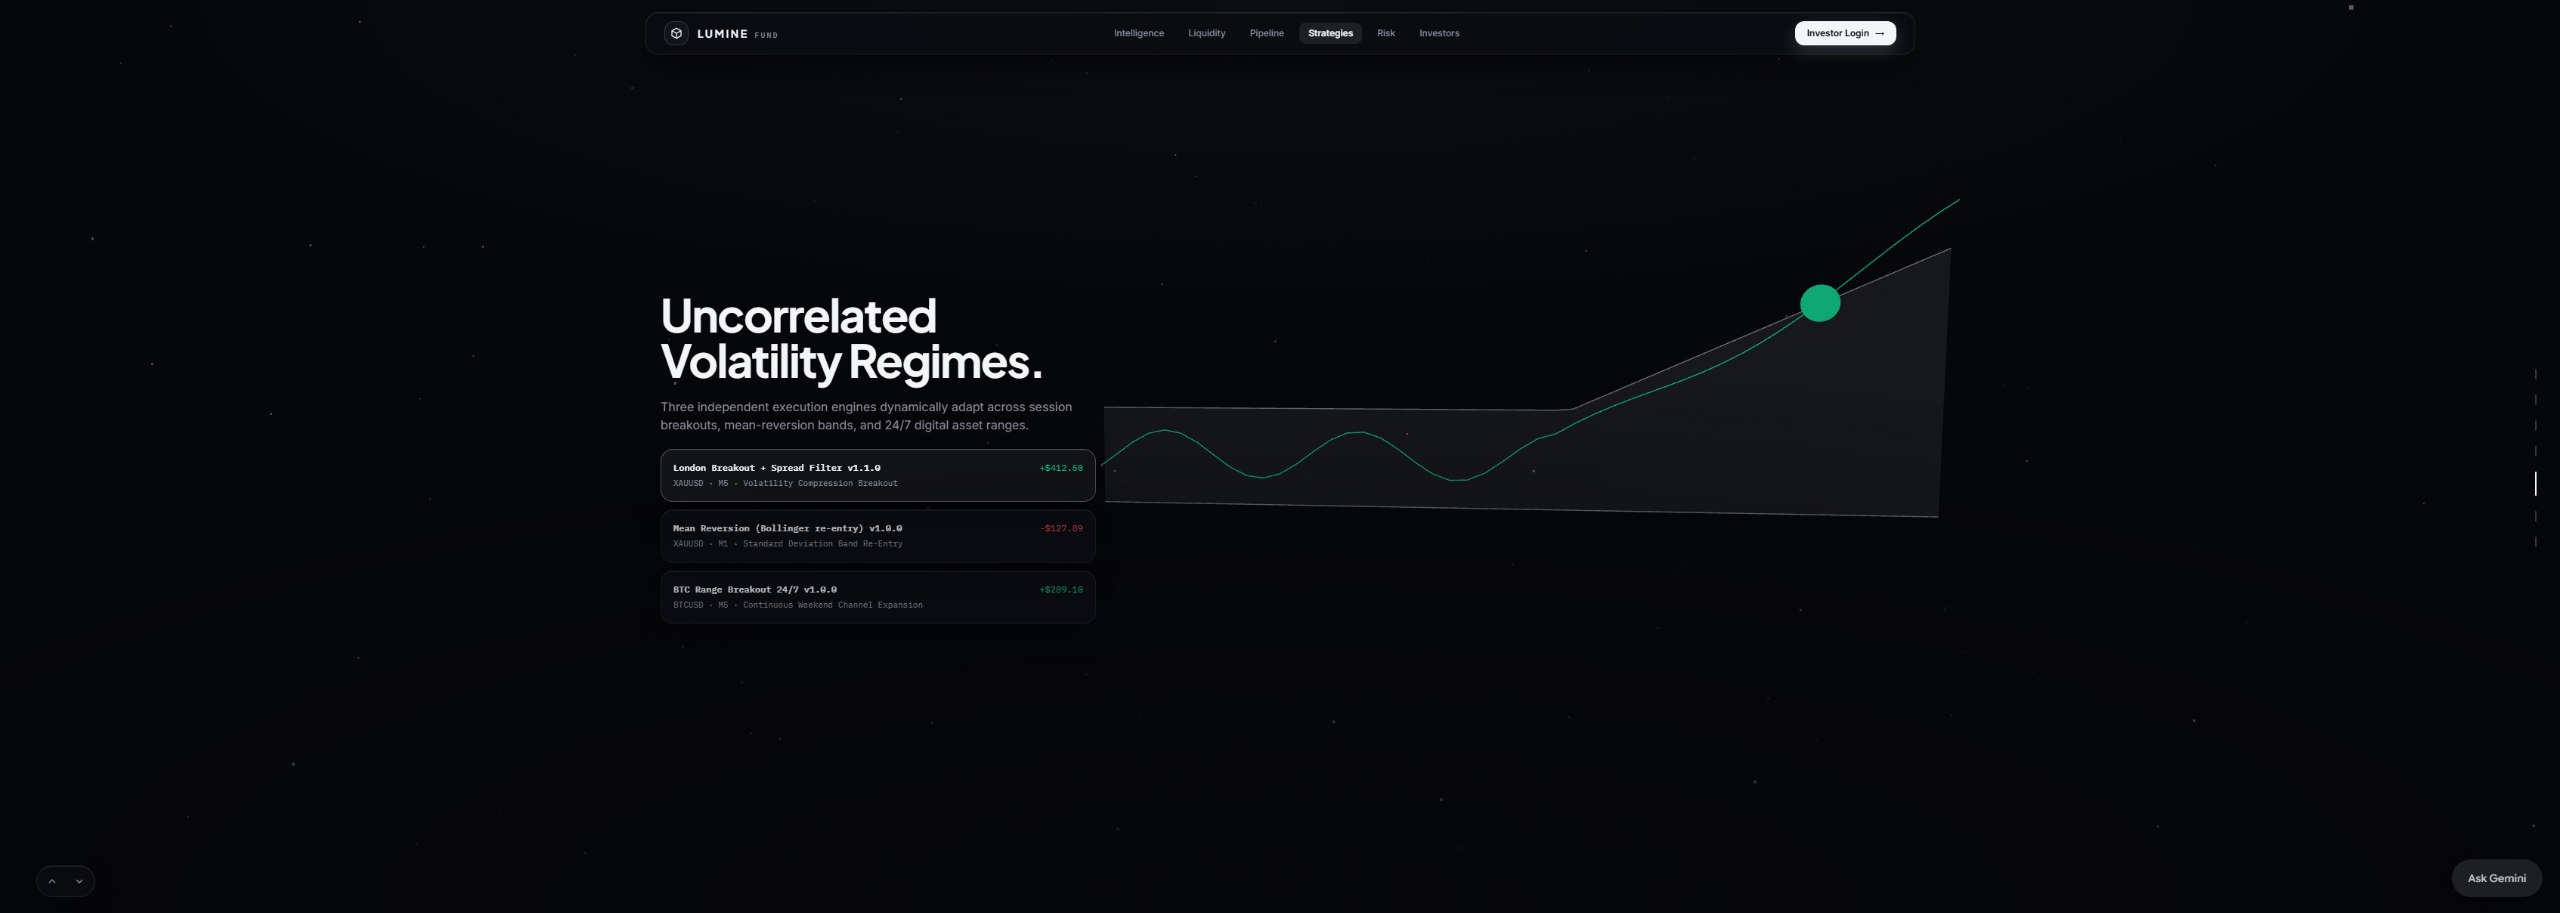 LUMINE FUND
Intelligence
Liquidity
Pipeline
Strategies
Risk
Investors
Investor Login →
Uncorrelated
Volatility Regimes.
Three independent execution engines dynamically adapt across session
breakouts, mean-reversion bands, and 24/7 digital asset ranges.
London Breakout + Spread Filter v1.1.0
+$412.60
XAUUSD · M6 · Volatility Compression Breakout
Mean Reversion (Bollinger re-entry) v1.0.0
-$127.89
XAUUSD · M1 · Standard Deviation Band Re-Entry
BTC Range Breakout 24/7 v1.0.0
+$289.10
BTCUSD · M5 · Continuous Weekend Channel Expansion
Ask Gemini